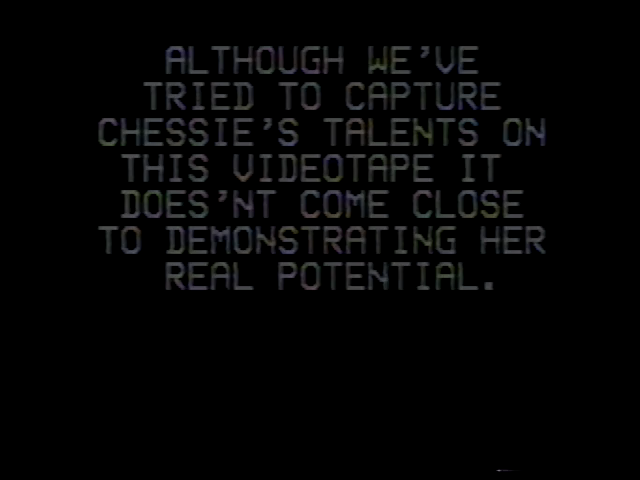 ALTHOUGH WE'VE
TRIED TO CAPTURE
CHESSIE'S TALENTS ON
THIS VIDEOTAPE IT
DOES'NT COME CLOSE
TO DEMONSTRATING HER
REAL POTENTIAL.